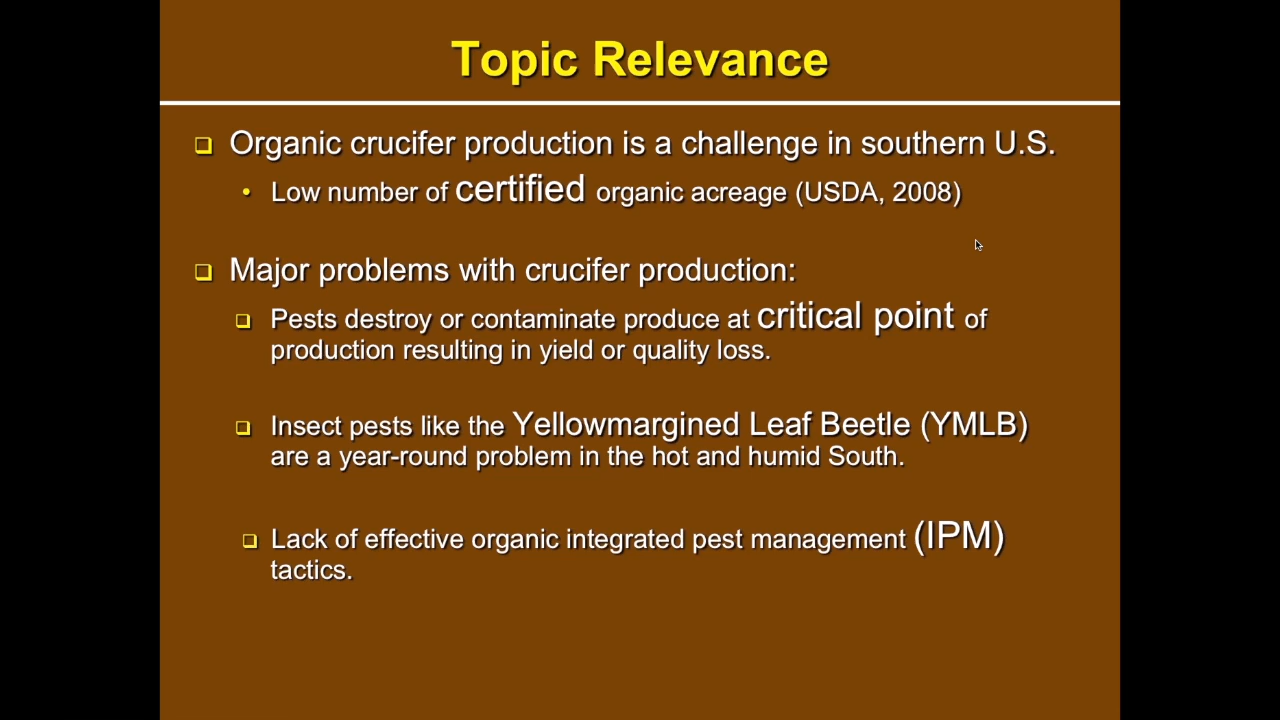 Topic Relevance
Organic crucifer production is a challenge in southern U.S.
Low number of certified organic acreage (USDA, 2008)
Major problems with crucifer production:
Pests destroy or contaminate produce at critical point of
production resulting in yield or quality loss.
Insect pests like the Yellowmargined Leaf Beetle (YMLB)
are a year-round problem in the hot and humid South.
Lack of effective organic integrated pest management (IPM)
tactics.